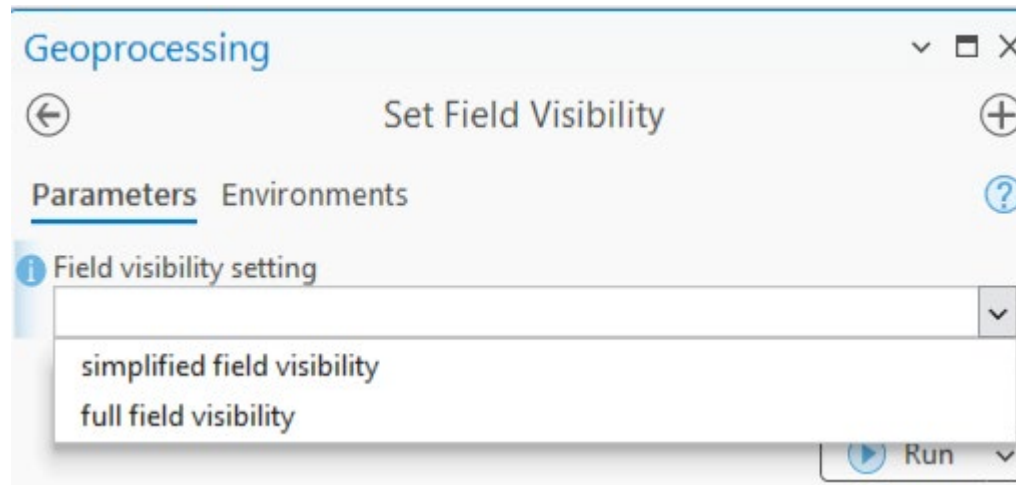 Geoprocessing
Set Field Visibility
Parameters Environments
Field visibility setting
simplified field visibility
full field visibility
Run